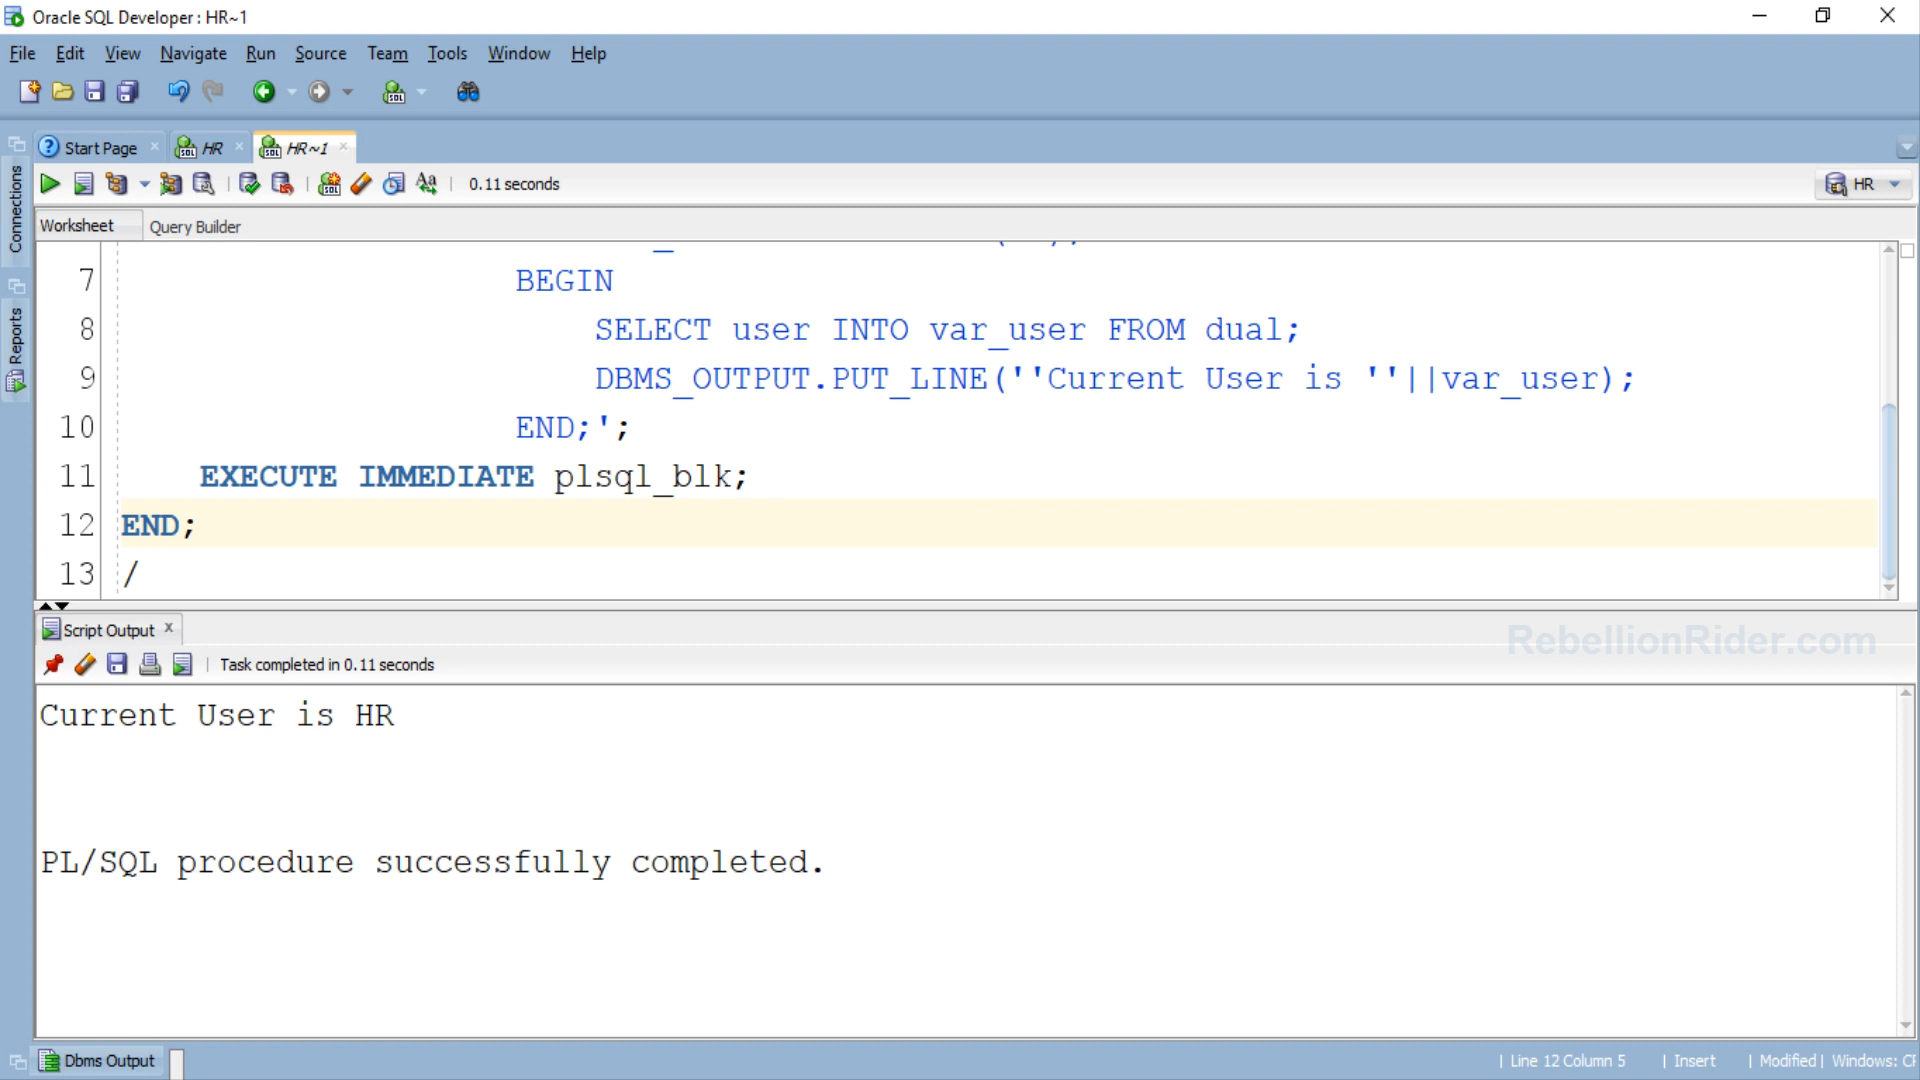 Oracle SQL Developer : HR~1
File Edit View Navigate Run Source Team Tools Window Help
Start Page HR HR~1
0.11 seconds HR
Worksheet Query Builder
Connections
Reports
7 BEGIN
8 SELECT user INTO var_user FROM dual;
9 DBMS_OUTPUT.PUT_LINE(''Current User is ''||var_user);
10 END;';
11 EXECUTE IMMEDIATE plsql_blk;
12 END;
13 /
Script Output
RebellionRider.com
Task completed in 0.11 seconds
Current User is HR
PL/SQL procedure successfully completed.
Dbms Output
| Line 12 Column 5 | Insert | Modified | Windows: